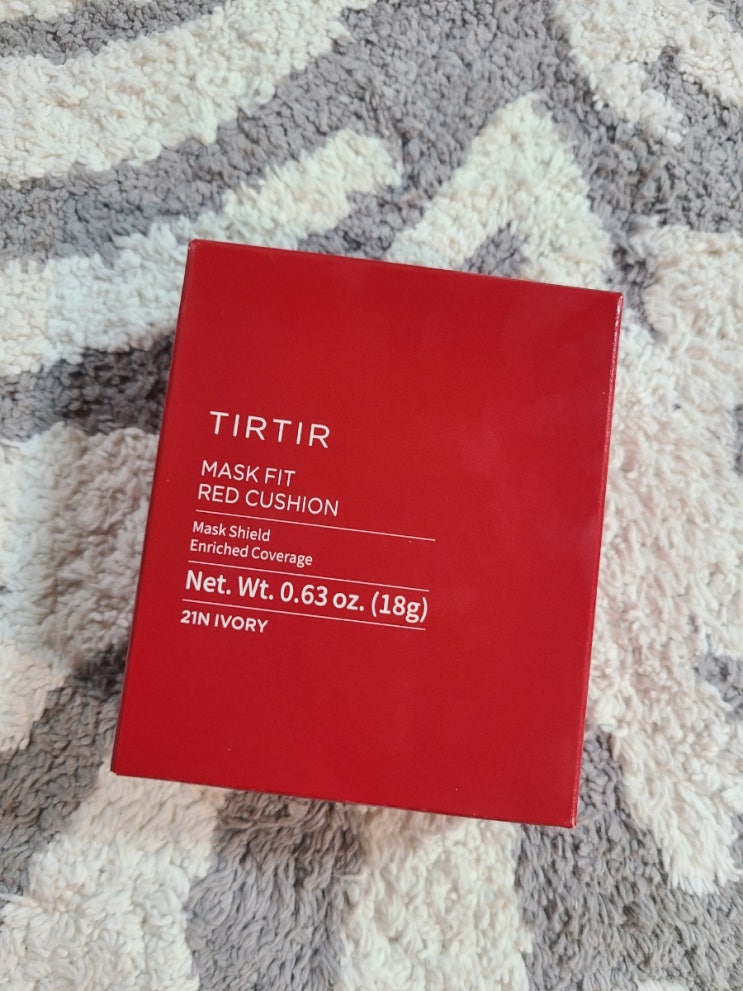 TIRTIR
MASK FIT
RED CUSHION
Mask Shield
Enriched Coverage
Net. Wt. 0.63 oz. (18g)
21N IVORY